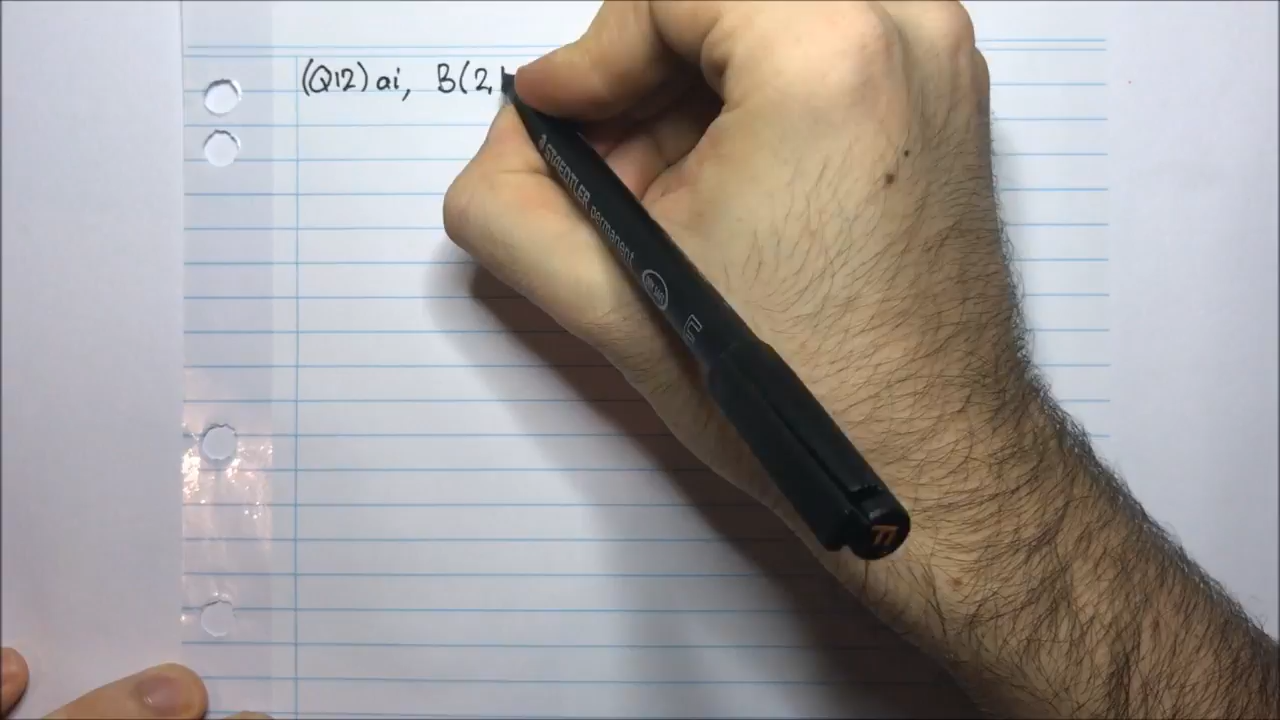 (Q12) ai, B(2,
STAEDTLER permanent
F
F